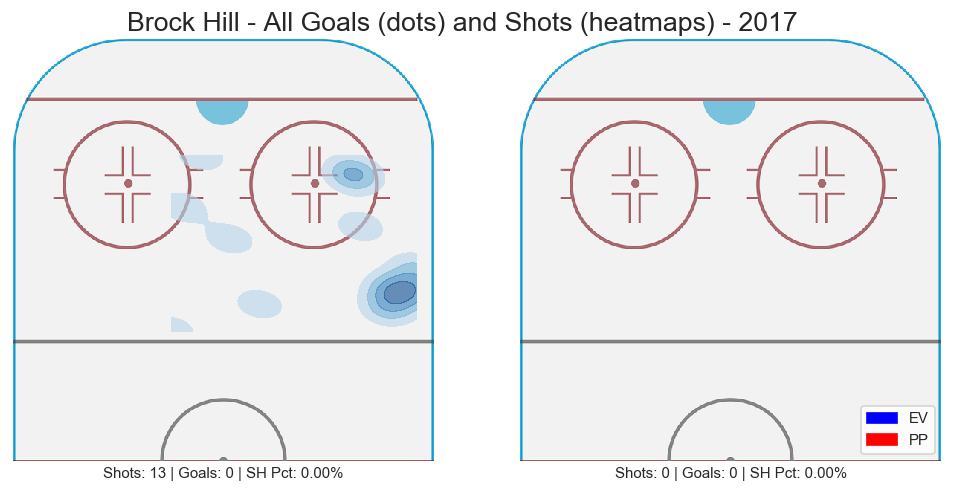 Brock Hill - All Goals (dots) and Shots (heatmaps) - 2017
EV
PP
Shots: 13 | Goals: 0 | SH Pct: 0.00%
Shots: 0 | Goals: 0 | SH Pct: 0.00%